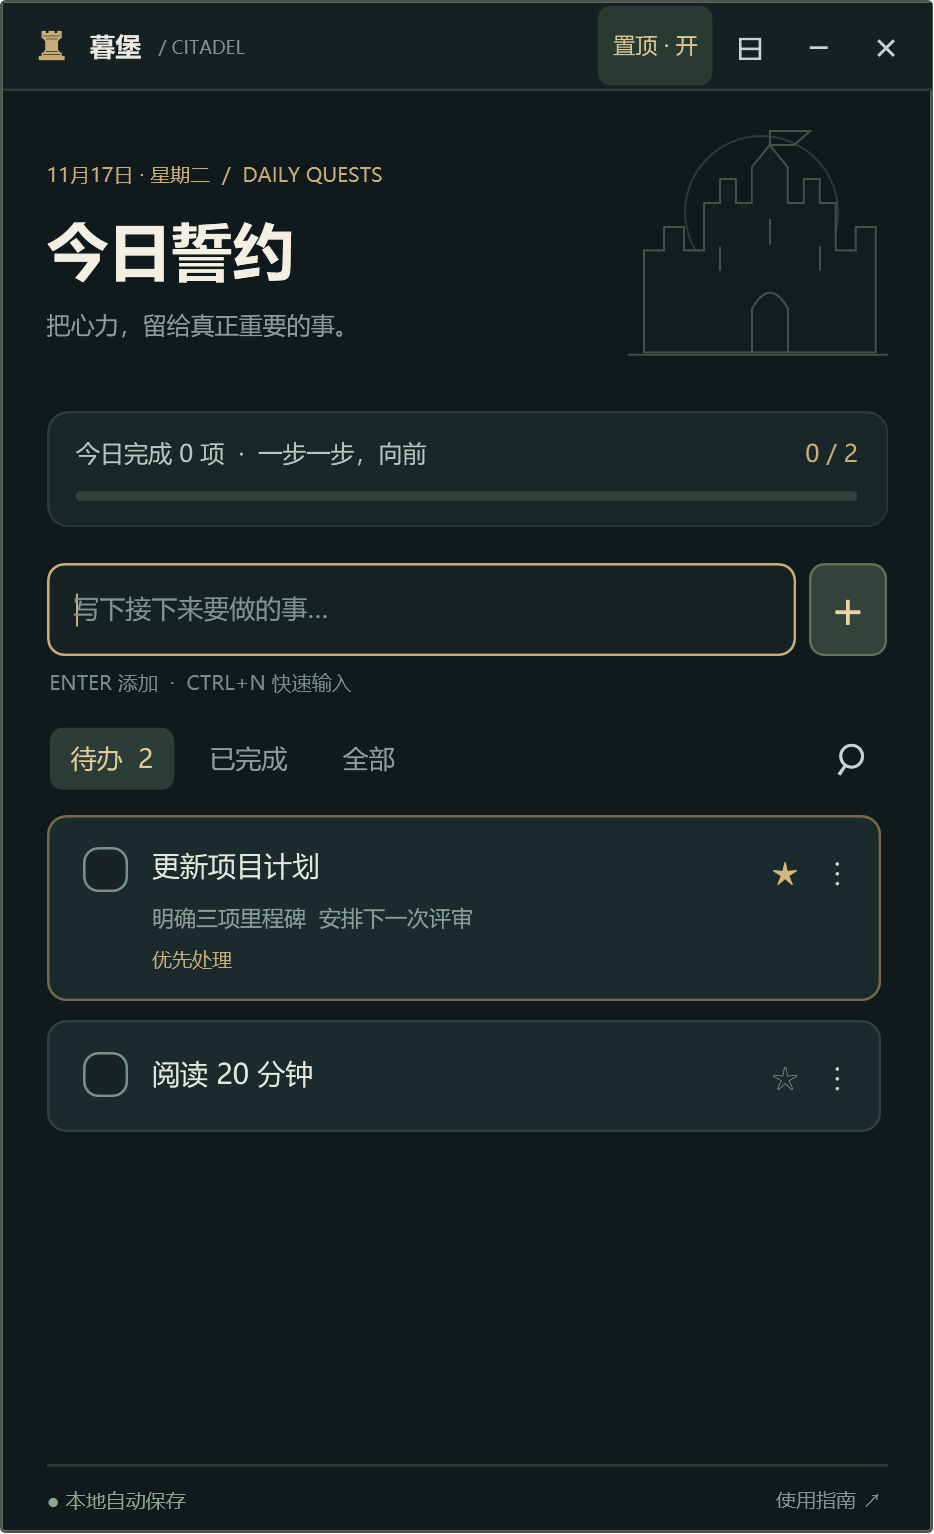 暮堡 / CITADEL 置顶 · 开
11月17日 · 星期二 / DAILY QUESTS
今日誓约
把心力，留给真正重要的事。
今日完成 0 项 · 一步一步，向前 0 / 2
写下接下来要做的事...
ENTER 添加 · CTRL+N 快速输入
待办 2 已完成 全部
更新项目计划
明确三项里程碑 安排下一次评审
优先处理
阅读 20 分钟
本地自动保存 使用指南 ↗